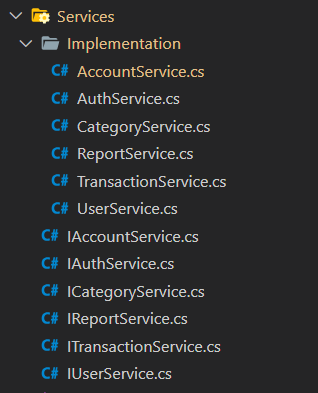 Services
Implementation
C# AccountService.cs
C# AuthService.cs
C# CategoryService.cs
C# ReportService.cs
C# TransactionService.cs
C# UserService.cs
C# IAccountService.cs
C# IAuthService.cs
C# ICategoryService.cs
C# IReportService.cs
C# ITransactionService.cs
C# IUserService.cs